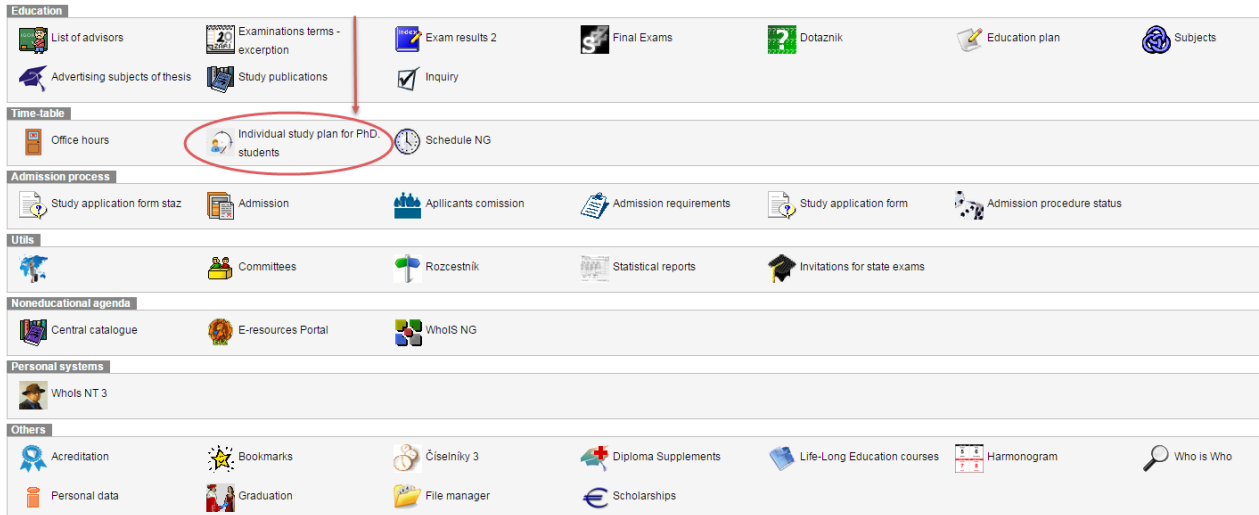 Education
List of advisors
Examinations terms -
excerption
Exam results 2
Final Exams
Dotaznik
Education plan
Subjects
Advertising subjects of thesis
Study publications
Inquiry
Time-table
Office hours
Individual study plan for PhD.
students
Schedule NG
Admission process
Study application form staz
Admission
Apllicants comission
Admission requirements
Study application form
Admission procedure status
Utils
Committees
Rozcestník
Statistical reports
Invitations for state exams
Noneducational agenda
Central catalogue
E-resources Portal
WhoIS NG
Personal systems
WhoIs NT 3
Others
Acreditation
Bookmarks
Číselníky 3
Diploma Supplements
Life-Long Education courses
Harmonogram
Who is Who
Personal data
Graduation
File manager
Scholarships